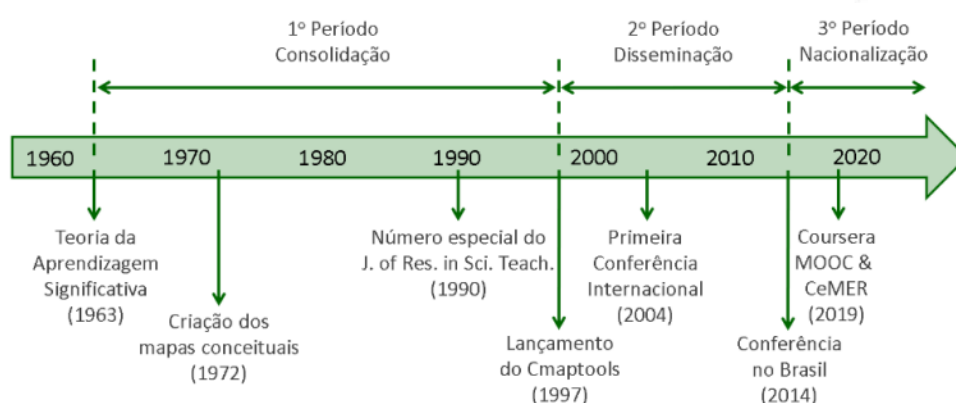 1º Período
Consolidação
2º Período
Disseminação
3º Período
Nacionalização
1960 1970 1980 1990 2000 2010 2020
Teoria da
Aprendizagem
Significativa
(1963)
Criação dos
mapas conceituais
(1972)
Número especial do
J. of Res. in Sci. Teach.
(1990)
Lançamento
do Cmaptools
(1997)
Primeira
Conferência
Internacional
(2004)
Conferência
no Brasil
(2014)
Coursera
MOOC &
CeMER
(2019)